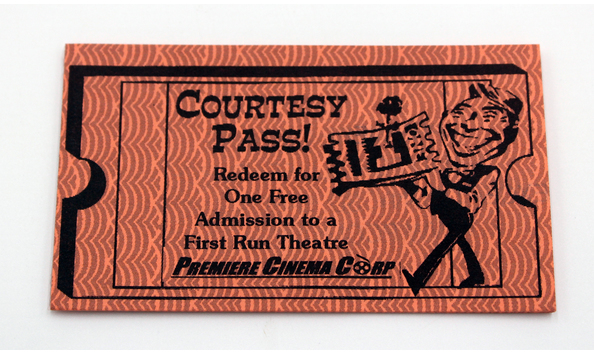 COURTESY
PASS!
Redeem for
One Free
Admission to a
First Run Theatre
PREMIERE CINEMA CORP